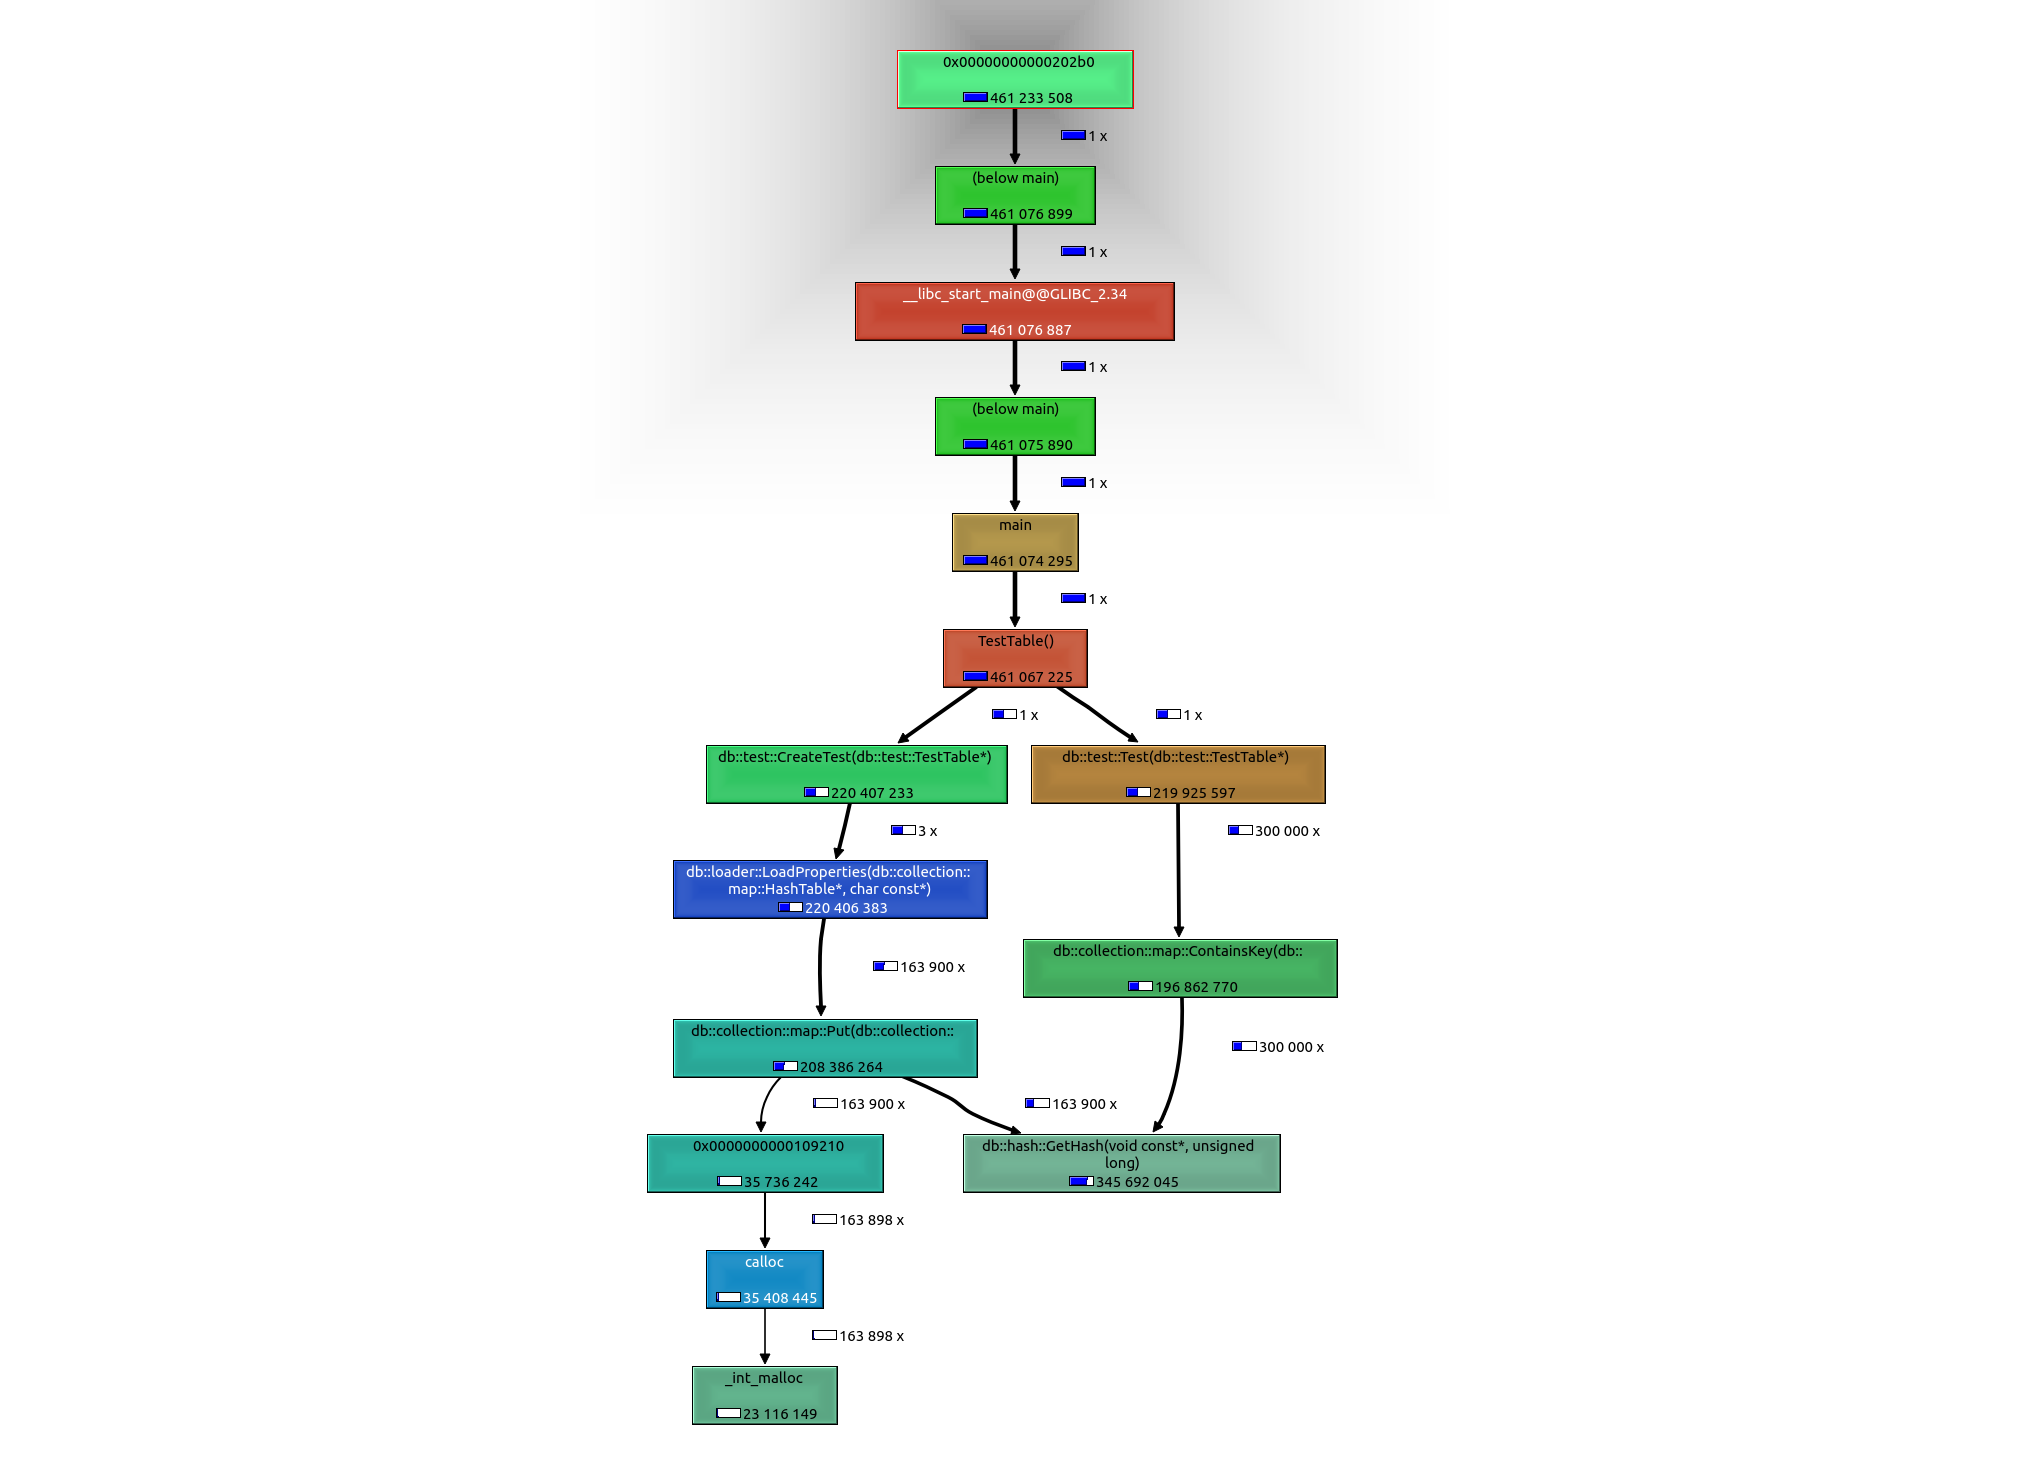 0x00000000000202b0
461 233 508
1 x
(below main)
461 076 899
1 x
__libc_start_main@@GLIBC_2.34
461 076 887
1 x
(below main)
461 075 890
1 x
main
461 074 295
1 x
TestTable()
461 067 225
1 x
1 x
db::test::CreateTest(db::test::TestTable*)
220 407 233
db::test::Test(db::test::TestTable*)
219 925 597
3 x
300 000 x
db::loader::LoadProperties(db::collection::
map::HashTable*, char const*)
220 406 383
163 900 x
db::collection::map::ContainsKey(db::
196 862 770
db::collection::map::Put(db::collection::
208 386 264
300 000 x
163 900 x
163 900 x
0x0000000000109210
35 736 242
db::hash::GetHash(void const*, unsigned
long)
345 692 045
163 898 x
calloc
35 408 445
163 898 x
_int_malloc
23 116 149